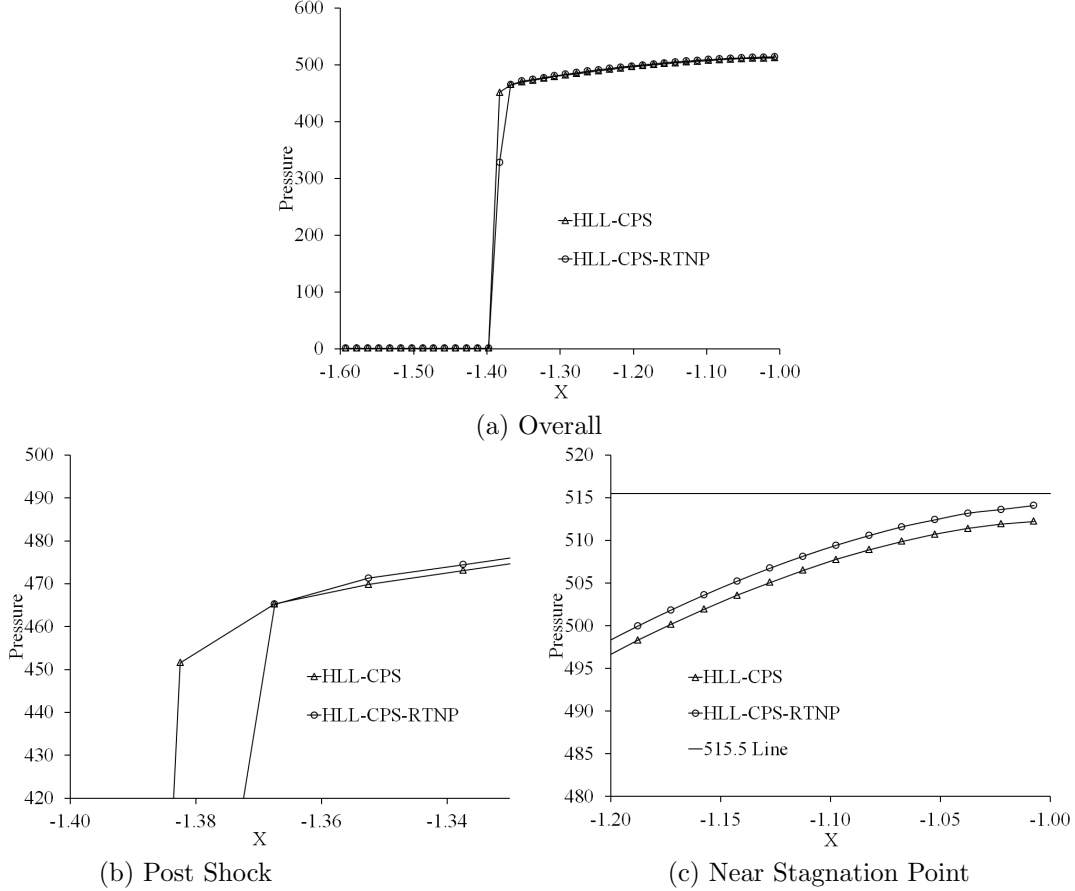 600
500
400
300
200
100
0
Pressure
HLL-CPS
HLL-CPS-RTNP
-1.60 -1.50 -1.40 -1.30 -1.20 -1.10 -1.00
X
(a) Overall
500
490
480
470
460
450
440
430
420
Pressure
HLL-CPS
HLL-CPS-RTNP
-1.40 -1.38 -1.36 -1.34
X
(b) Post Shock
520
515
510
505
500
495
490
485
480
Pressure
HLL-CPS
HLL-CPS-RTNP
515.5 Line
-1.20 -1.15 -1.10 -1.05 -1.00
X
(c) Near Stagnation Point